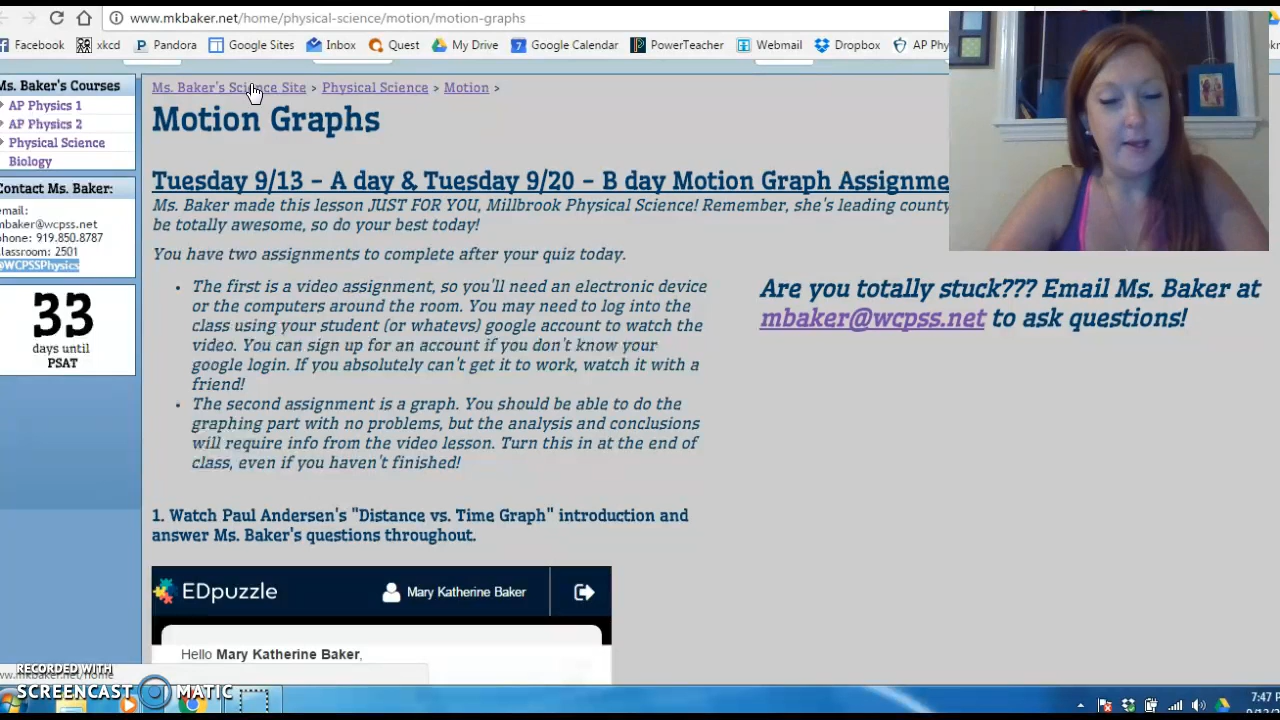 www.mkbaker.net/home/physical-science/motion/motion-graphs
Facebook xkcd Pandora Google Sites Inbox Quest My Drive Google Calendar PowerTeacher Webmail Dropbox AP Phy
Ms. Baker's Courses
AP Physics 1
AP Physics 2
Physical Science
Biology
Contact Ms. Baker:
email:
mbaker@wcpss.net
phone: 919.850.8787
classroom: 2501
@WCPSSPhysics
33
days until
PSAT
Ms. Baker's Science Site > Physical Science > Motion >
Motion Graphs
Tuesday 9/13 – A day & Tuesday 9/20 – B day Motion Graph Assignme
Ms. Baker made this lesson JUST FOR YOU, Millbrook Physical Science! Remember, she's leading county
be totally awesome, so do your best today!
You have two assignments to complete after your quiz today.
• The first is a video assignment, so you'll need an electronic device
or the computers around the room. You may need to log into the
class using your student (or whatevs) google account to watch the
video. You can sign up for an account if you don't know your
google login. If you absolutely can't get it to work, watch it with a
friend!
• The second assignment is a graph. You should be able to do the
graphing part with no problems, but the analysis and conclusions
will require info from the video lesson. Turn this in at the end of
class, even if you haven't finished!
Are you totally stuck??? Email Ms. Baker at
mbaker@wcpss.net to ask questions!
1. Watch Paul Andersen's "Distance vs. Time Graph" introduction and
answer Ms. Baker's questions throughout.
EDpuzzle Mary Katherine Baker
Hello Mary Katherine Baker,
www.mkbaker.net/home
RECORDED WITH
SCREENCAST MATIC
7:47 P